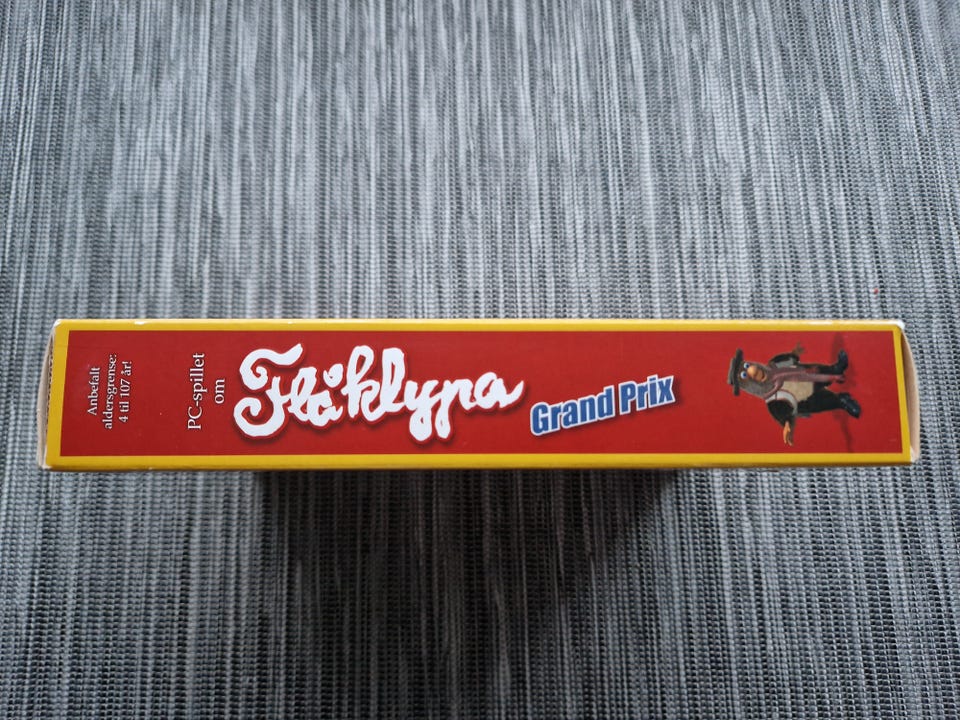 Anbefalt
aldersgrense:
4 til 107 år!
PC-spillet
om
Flåklypa
Grand Prix